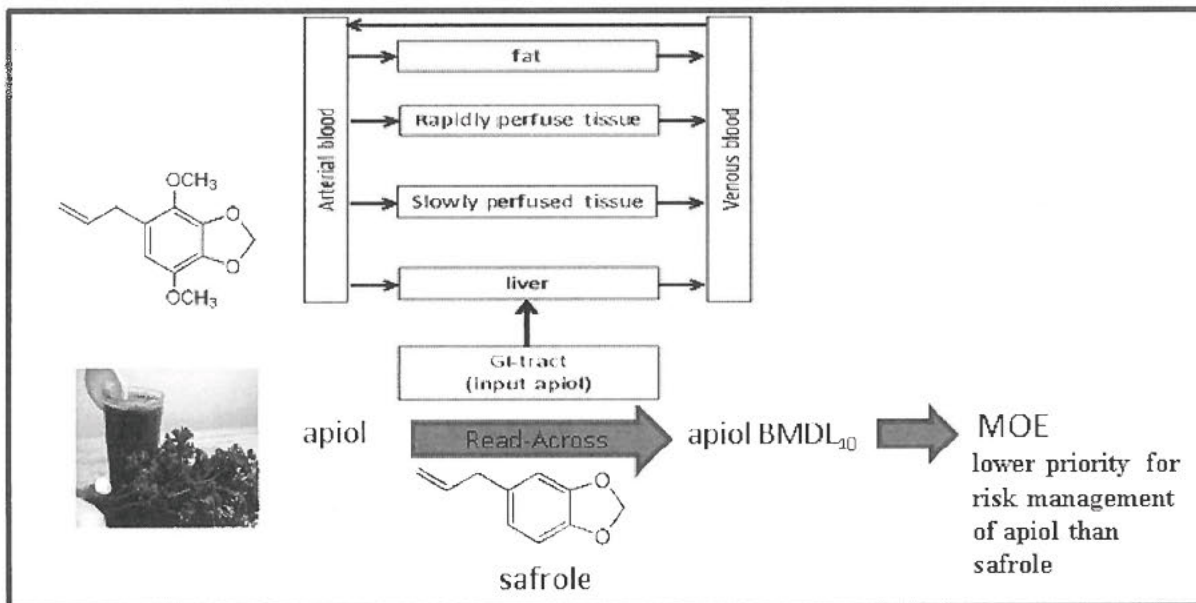 fat
Rapidly perfuse tissue
Slowly perfused tissue
liver
GI-tract
(input apiol)
Arterial blood
Venous blood
OCH₃
O
O
OCH₃
apiol
Read-Across
apiol BMDL₁₀
MOE
lower priority for
risk management
of apiol than
safrole
O
O
safrole